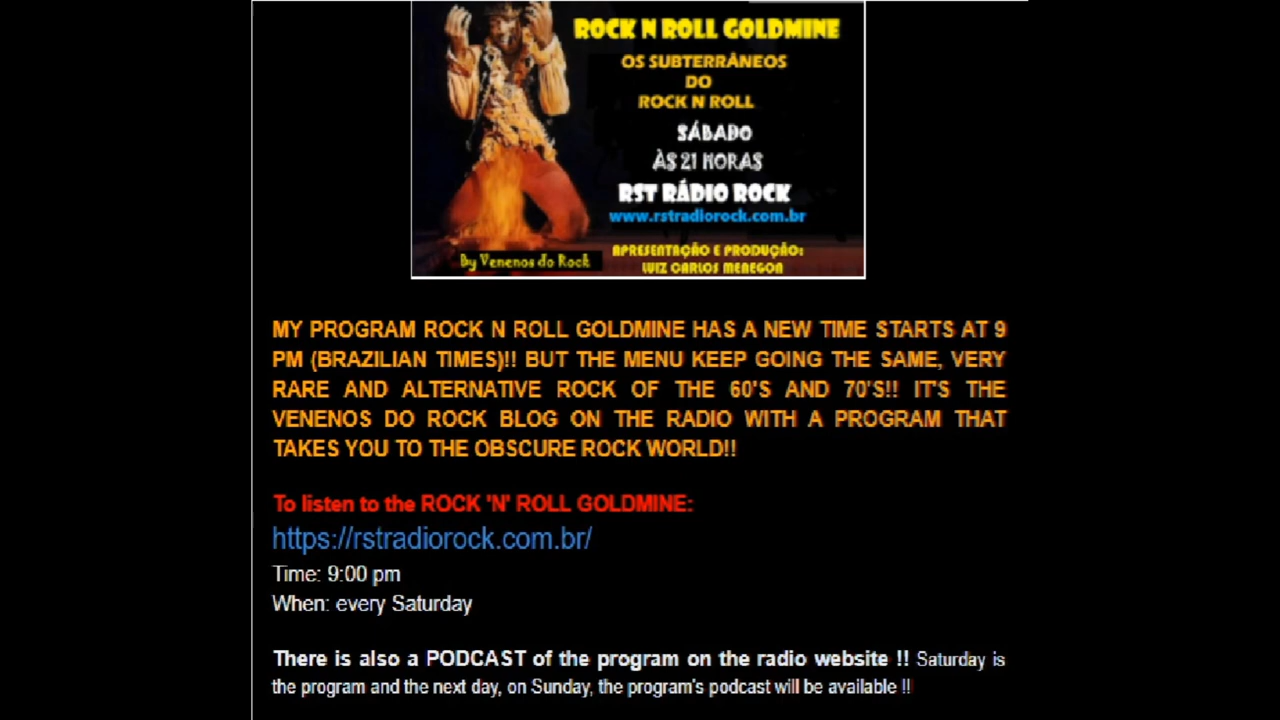 ROCK N ROLL GOLDMINE
OS SUBTERRÂNEOS
DO
ROCK N ROLL
SÁBADO
ÀS 21 HORAS
RST RÁDIO ROCK
www.rstradiorock.com.br
APRESENTAÇÃO E PRODUÇÃO:
LUIZ CARLOS MENEGON
By Venenos do Rock
MY PROGRAM ROCK N ROLL GOLDMINE HAS A NEW TIME STARTS AT 9
PM (BRAZILIAN TIMES)!! BUT THE MENU KEEP GOING THE SAME, VERY
RARE AND ALTERNATIVE ROCK OF THE 60'S AND 70'S!! IT'S THE
VENENOS DO ROCK BLOG ON THE RADIO WITH A PROGRAM THAT
TAKES YOU TO THE OBSCURE ROCK WORLD!!
To listen to the ROCK 'N' ROLL GOLDMINE:
https://rstradiorock.com.br/
Time: 9:00 pm
When: every Saturday
There is also a PODCAST of the program on the radio website !! Saturday is
the program and the next day, on Sunday, the program's podcast will be available !!